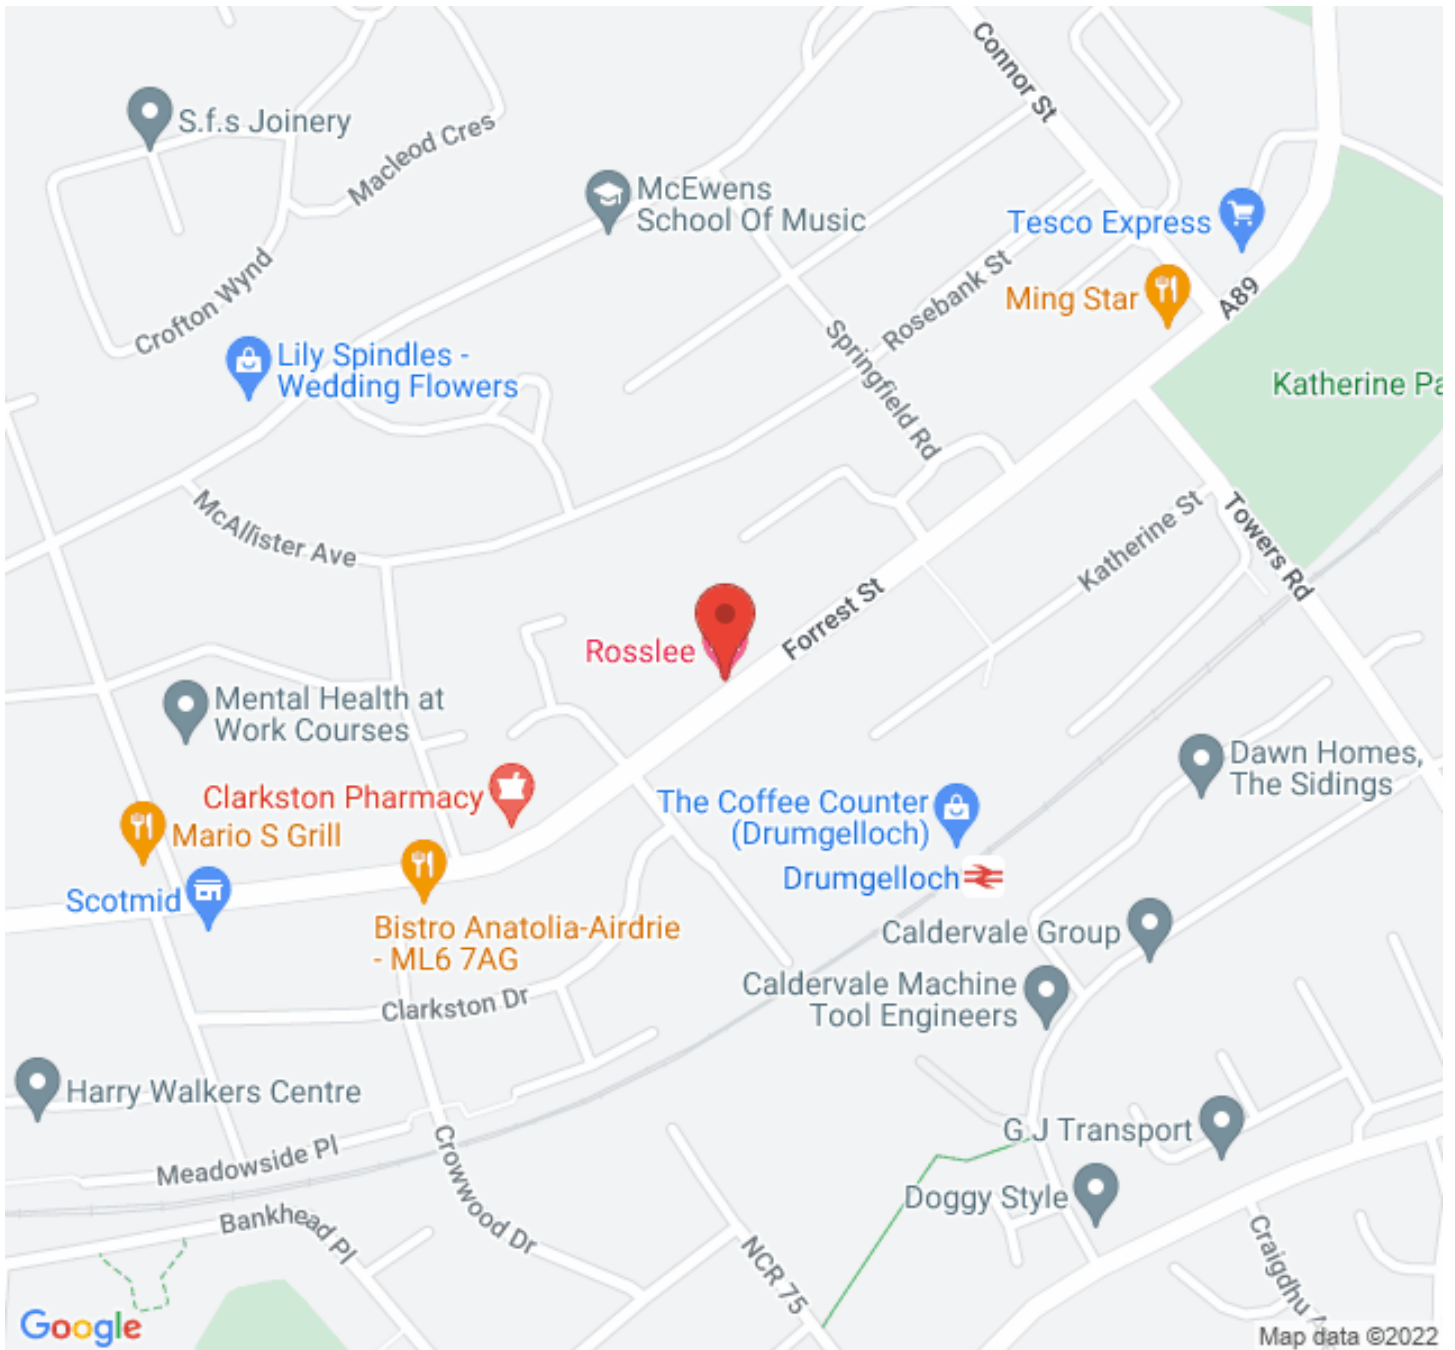 Connor St
S.f.s Joinery
Macleod Cres
McEwens
School Of Music
Tesco Express
Crofton Wynd
Rosebank St
A89
Ming Star
Lily Spindles -
Wedding Flowers
Springfield Rd
Katherine Pa
McAllister Ave
Katherine St
Towers Rd
Forrest St
Rosslee
Mental Health at
Work Courses
Dawn Homes,
The Sidings
Clarkston Pharmacy
The Coffee Counter
(Drumgelloch)
Mario S Grill
Drumgelloch
Scotmid
Bistro Anatolia-Airdrie
- ML6 7AG
Caldervale Group
Caldervale Machine
Tool Engineers
Clarkston Dr
Harry Walkers Centre
G J Transport
Meadowside Pl
Crowwood Dr
Doggy Style
Bankhead Pl
NCR 75
Craigdhu
Google
Map data ©2022